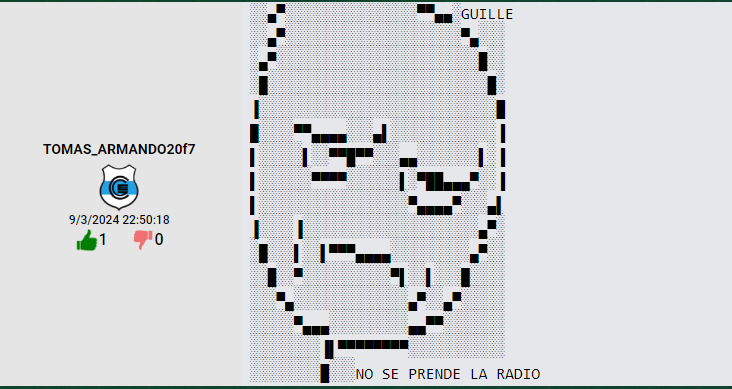 GUILLE
TOMAS_ARMANDO20f7
9/3/2024 22:50:18
1 0
NO SE PRENDE LA RADIO